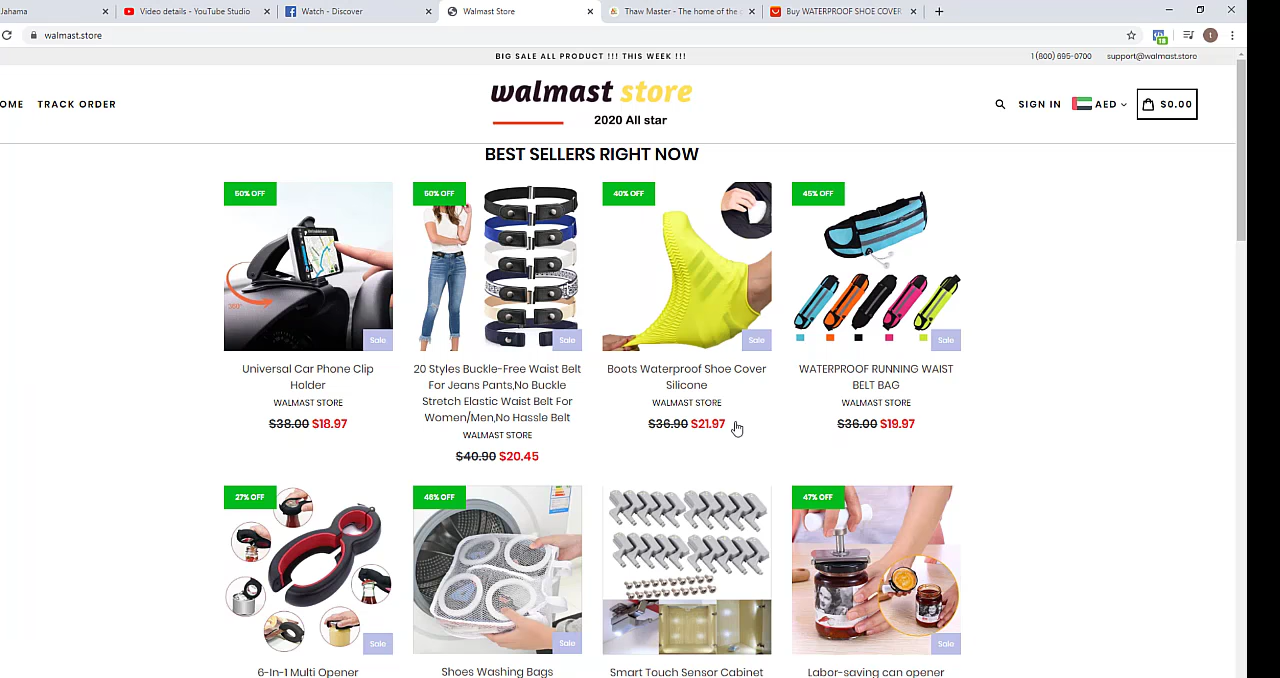 Jahama
Video details - YouTube Studio
Watch - Discover
Walmast Store
Thaw Master - The home of the
Buy WATERPROOF SHOE COVER
walmast.store
18
t
BIG SALE ALL PRODUCT !!! THIS WEEK !!!
1 (800) 695-0700
support@walmast.store
OME
TRACK ORDER
walmast store
2020 All star
SIGN IN
AED
$0.00
BEST SELLERS RIGHT NOW
50% OFF
50% OFF
40% OFF
45% OFF
360°
Sale
Sale
Sale
Sale
Universal Car Phone Clip
Holder
WALMAST STORE
$38.00 $18.97
20 Styles Buckle-Free Waist Belt
For Jeans Pants,No Buckle
Stretch Elastic Waist Belt For
Women/Men,No Hassle Belt
WALMAST STORE
$40.90 $20.45
Boots Waterproof Shoe Cover
Silicone
WALMAST STORE
$36.90 $21.97
WATERPROOF RUNNING WAIST
BELT BAG
WALMAST STORE
$36.00 $19.97
27% OFF
46% OFF
47% OFF
Sale
Sale
Sale
6-In-1 Multi Opener
Shoes Washing Bags
Smart Touch Sensor Cabinet
Labor-saving can opener